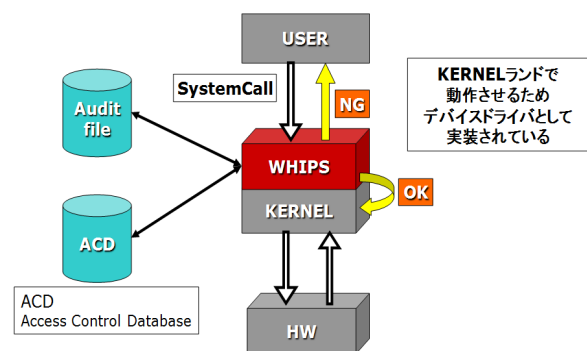 USER
SystemCall
NG
Audit
file
KERNELランドで
動作させるため
デバイスドライバとして
実装されている
WHIPS
OK
KERNEL
ACD
ACD
Access Control Database
HW